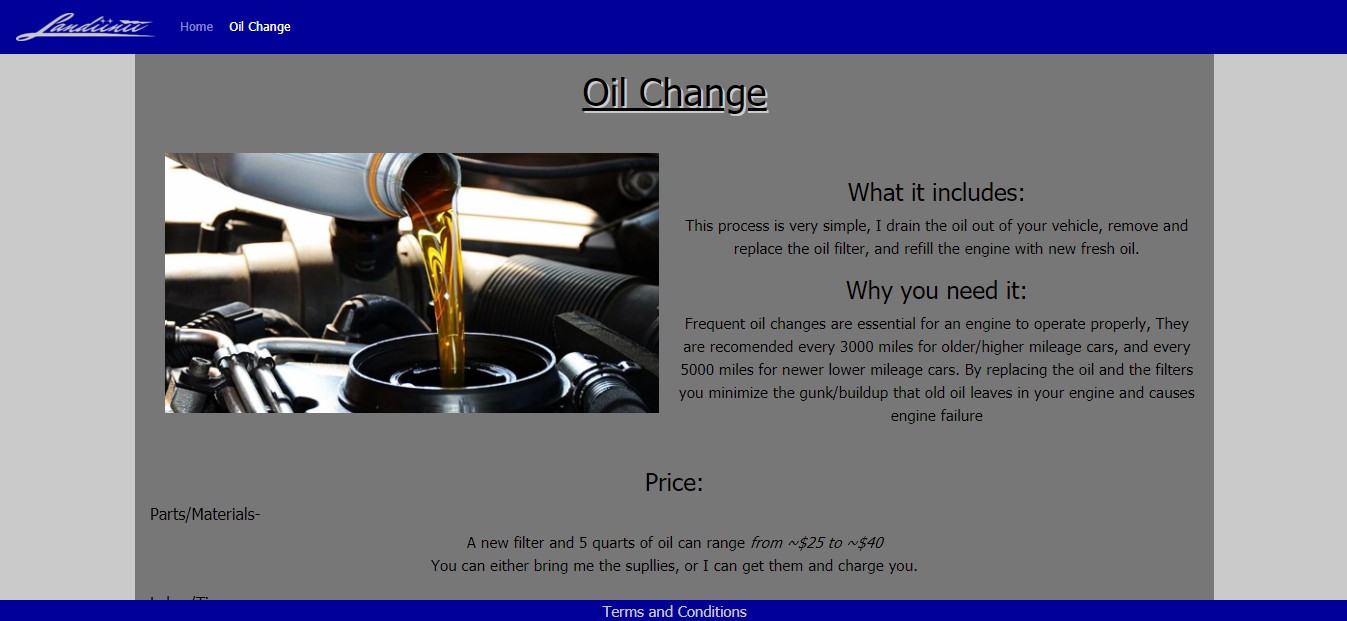 Landiinii
Home
Oil Change
Oil Change
What it includes:
This process is very simple, I drain the oil out of your vehicle, remove and
replace the oil filter, and refill the engine with new fresh oil.
Why you need it:
Frequent oil changes are essential for an engine to operate properly, They
are recomended every 3000 miles for older/higher mileage cars, and every
5000 miles for newer lower mileage cars. By replacing the oil and the filters
you minimize the gunk/buildup that old oil leaves in your engine and causes
engine failure
Price:
Parts/Materials-
A new filter and 5 quarts of oil can range from ~$25 to ~$40
You can either bring me the supllies, or I can get them and charge you.
Terms and Conditions